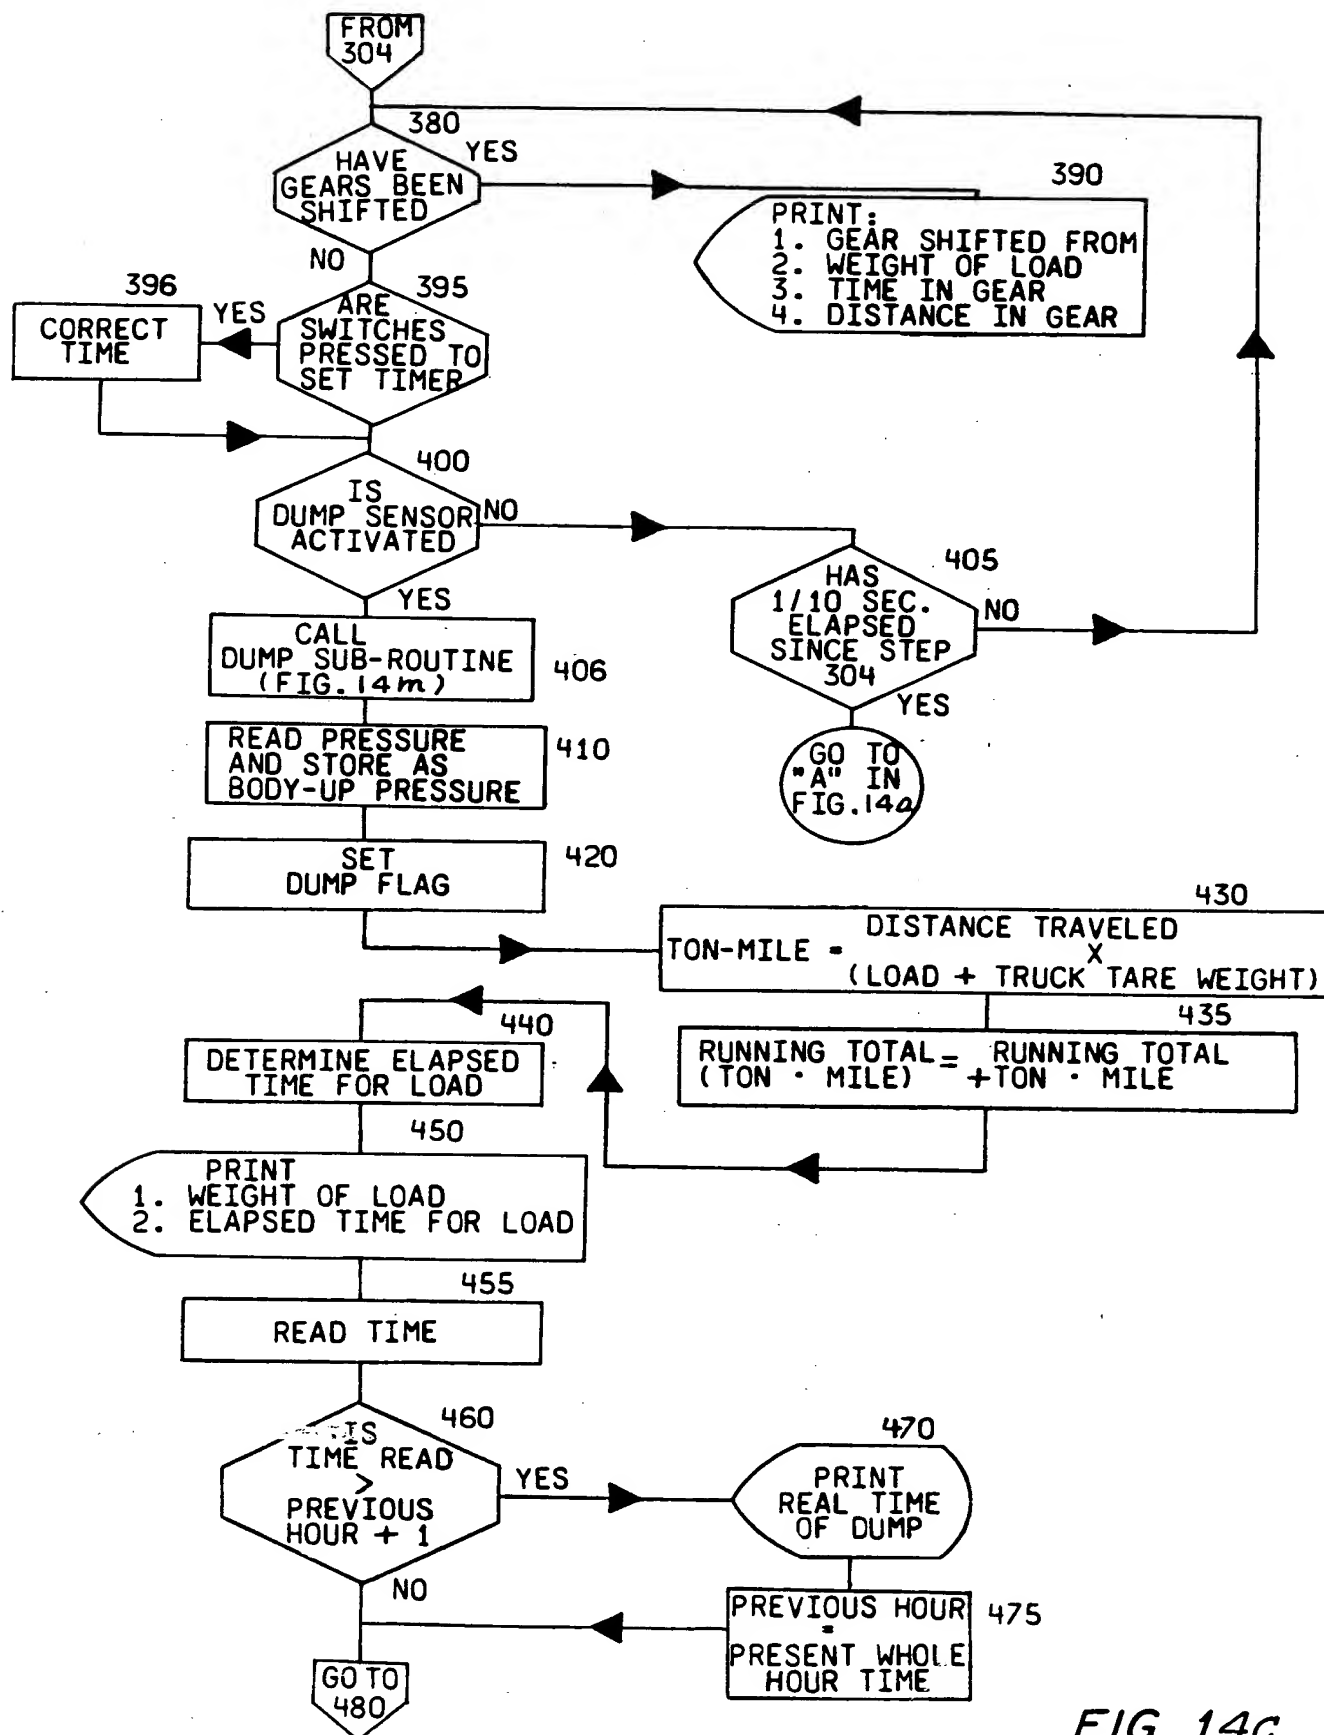 FROM
304
380
HAVE
GEARS BEEN
SHIFTED
YES
NO
390
PRINT:
1. GEAR SHIFTED FROM
2. WEIGHT OF LOAD
3. TIME IN GEAR
4. DISTANCE IN GEAR
395
ARE
SWITCHES
PRESSED TO
SET TIMER
YES
396
CORRECT
TIME
400
IS
DUMP SENSOR
ACTIVATED
NO
YES
405
HAS
1/10 SEC.
ELAPSED
SINCE STEP
304
NO
YES
GO TO
"A" IN
FIG.14a
CALL
DUMP SUB-ROUTINE
(FIG.14m)
406
READ PRESSURE
AND STORE AS
BODY-UP PRESSURE
410
SET
DUMP FLAG
420
430
DISTANCE TRAVELED
TON-MILE = X
(LOAD + TRUCK TARE WEIGHT)
435
RUNNING TOTAL = RUNNING TOTAL
(TON · MILE) +TON · MILE
440
DETERMINE ELAPSED
TIME FOR LOAD
450
PRINT
1. WEIGHT OF LOAD
2. ELAPSED TIME FOR LOAD
455
READ TIME
460
IS
TIME READ
>
PREVIOUS
HOUR + 1
YES
NO
470
PRINT
REAL TIME
OF DUMP
PREVIOUS HOUR
=
PRESENT WHOLE
HOUR TIME
475
GO TO
480
FIG. 14c